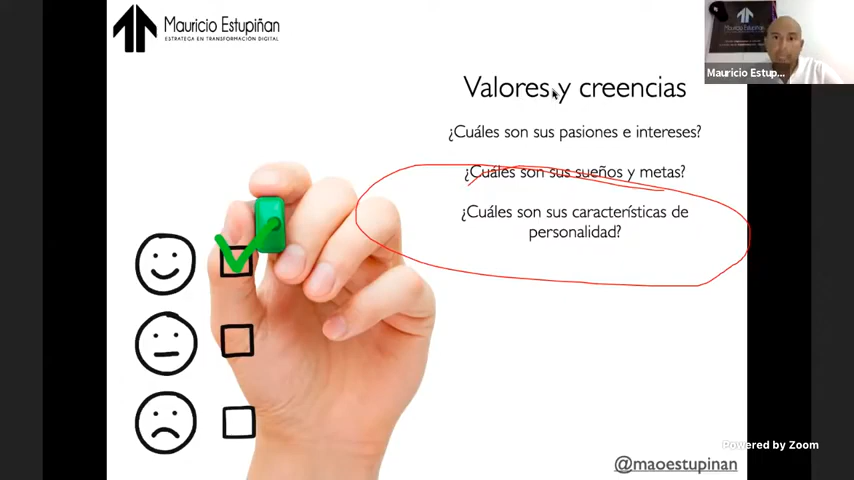 Mauricio Estupiñan
ESTRATEGA EN TRANSFORMACIÓN DIGITAL
Valores y creencias
¿Cuáles son sus pasiones e intereses?
¿Cuáles son sus sueños y metas?
¿Cuáles son sus características de
personalidad?
Mauricio Estup...
Powered by Zoom
@maoestupinan